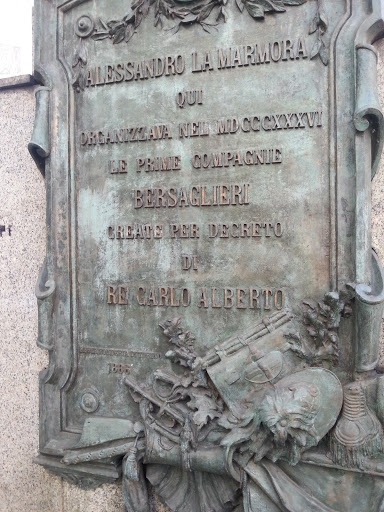 ALESSANDRO LA MARMORA
QUI
ORGANIZZAVA NEL MDCCCXXXVI
LE PRIME COMPAGNIE
BERSAGLIERI
CREATE PER DECRETO
DI
RE CARLO ALBERTO